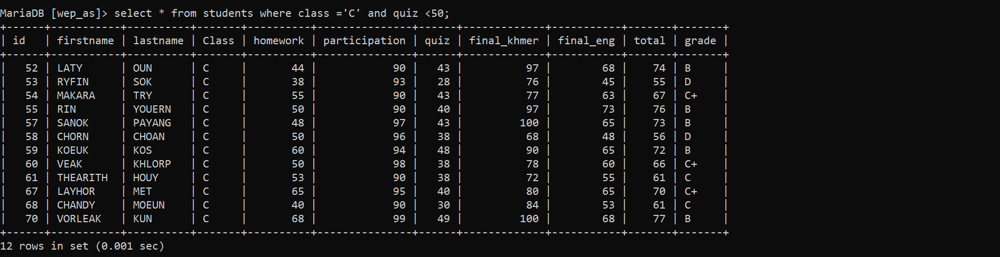 MariaDB [wep_as]> select * from students where class ='C' and quiz <50;
+------+-----------+----------+-------+----------+---------------+------+-------------+-----------+-------+-------+
| id   | firstname | lastname | Class | homework | participation | quiz | final_khmer | final_eng | total | grade |
+------+-----------+----------+-------+----------+---------------+------+-------------+-----------+-------+-------+
|   52 | LATY      | OUN      | C     |       44 |            90 |   43 |          97 |        68 |    74 | B     |
|   53 | RYFIN     | SOK      | C     |       38 |            93 |   28 |          76 |        45 |    55 | D     |
|   54 | MAKARA    | TRY      | C     |       55 |            90 |   43 |          77 |        63 |    67 | C+    |
|   55 | RIN       | YOUERN   | C     |       50 |            90 |   40 |          97 |        73 |    76 | B     |
|   57 | SANOK     | PAYANG   | C     |       48 |            97 |   43 |         100 |        65 |    73 | B     |
|   58 | CHORN     | CHOAN    | C     |       50 |            96 |   38 |          68 |        48 |    56 | D     |
|   59 | KOEUK     | KOS      | C     |       60 |            94 |   48 |          90 |        65 |    72 | B     |
|   60 | VEAK      | KHLORP   | C     |       50 |            98 |   38 |          78 |        60 |    66 | C+    |
|   61 | THEARITH  | HOUY     | C     |       53 |            90 |   38 |          72 |        55 |    61 | C     |
|   67 | LAYHOR    | MET      | C     |       65 |            95 |   40 |          80 |        65 |    70 | C+    |
|   68 | CHANDY    | MOEUN    | C     |       40 |            90 |   30 |          84 |        53 |    61 | C     |
|   70 | VORLEAK   | KUN      | C     |       68 |            99 |   49 |         100 |        68 |    77 | B     |
+------+-----------+----------+-------+----------+---------------+------+-------------+-----------+-------+-------+
12 rows in set (0.001 sec)